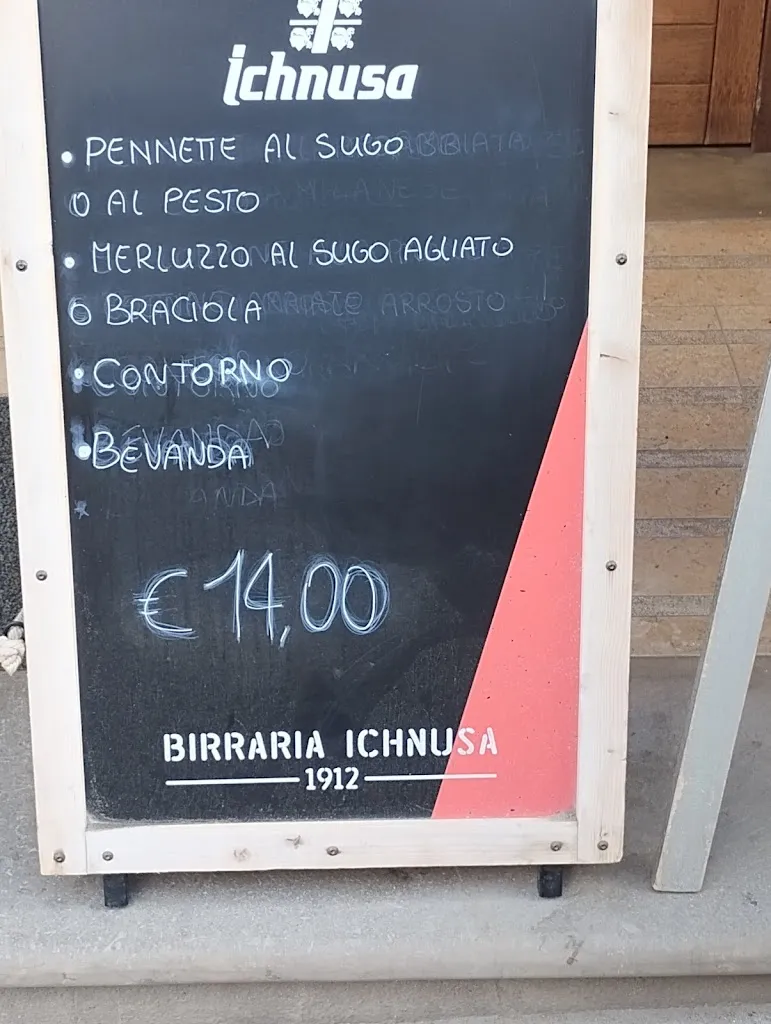 ichnusa
• PENNETTE AL SUGO
O AL PESTO
• MERLUZZO AL SUGO AGLIATO
O BRACIOLA
• CONTORNO
• BEVANDA
€ 14,00
BIRRARIA ICHNUSA
1912